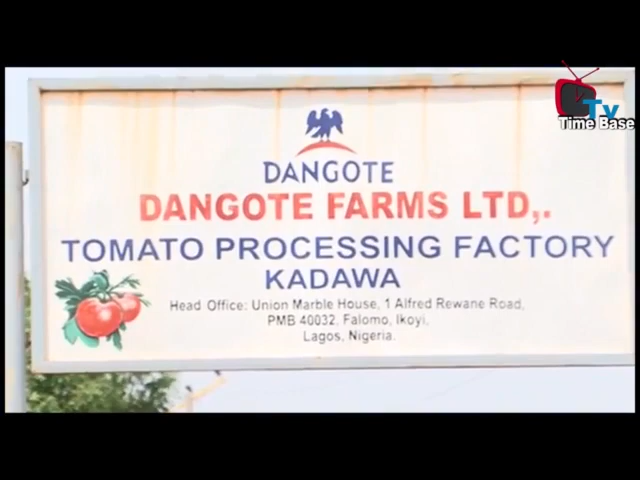 Tv
Time Base
DANGOTE
DANGOTE FARMS LTD,.
TOMATO PROCESSING FACTORY
KADAWA
Head Office: Union Marble House, 1 Alfred Rewane Road,
PMB 40032, Falomo, Ikoyi,
Lagos, Nigeria.